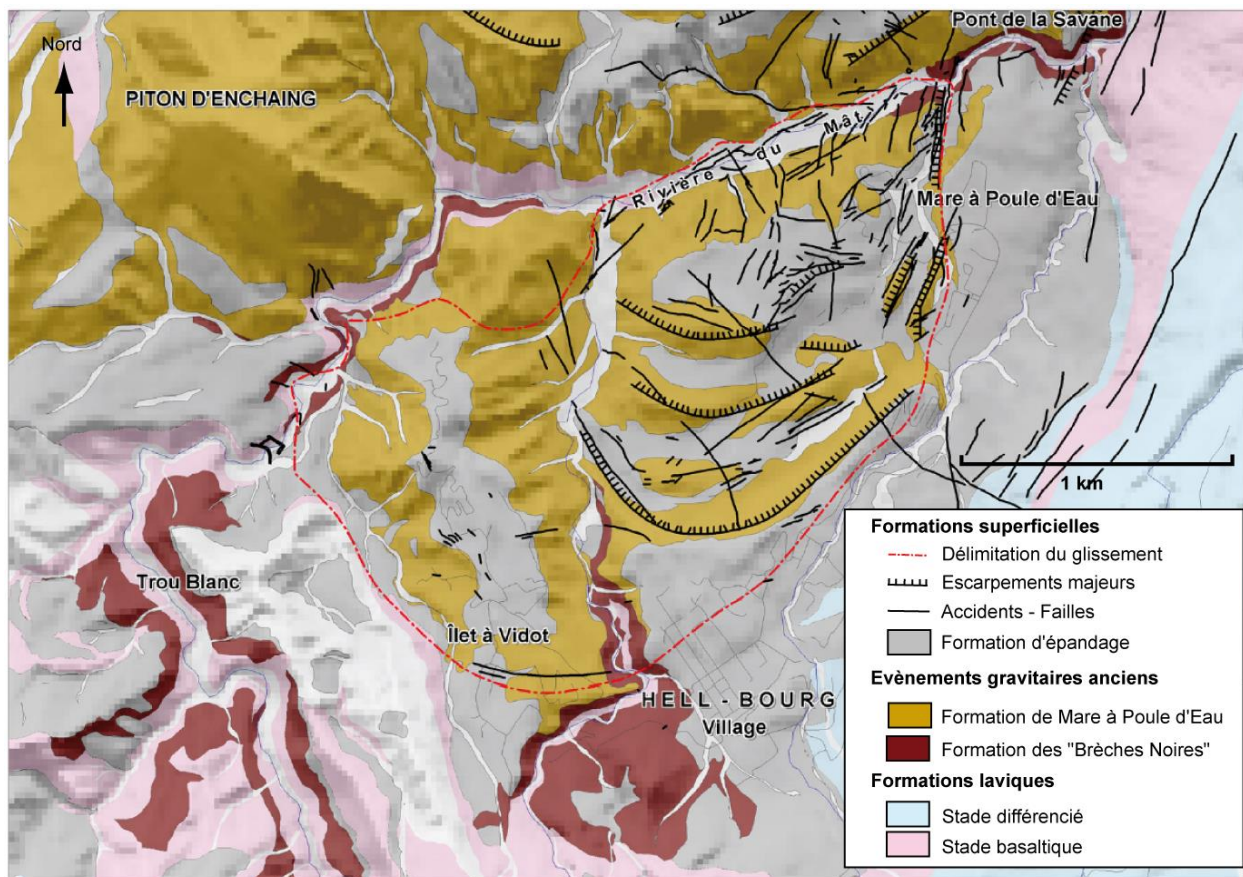 Pont de la Savane
Nord
PITON D'ENCHAING
Rivière du Mât
Mare à Poule d'Eau
1 km
Trou Blanc
Îlet à Vidot
HELL - BOURG
Village
Formations superficielles
Délimitation du glissement
Escarpements majeurs
Accidents - Failles
Formation d'épandage
Evènements gravitaires anciens
Formation de Mare à Poule d'Eau
Formation des "Brèches Noires"
Formations laviques
Stade différencié
Stade basaltique